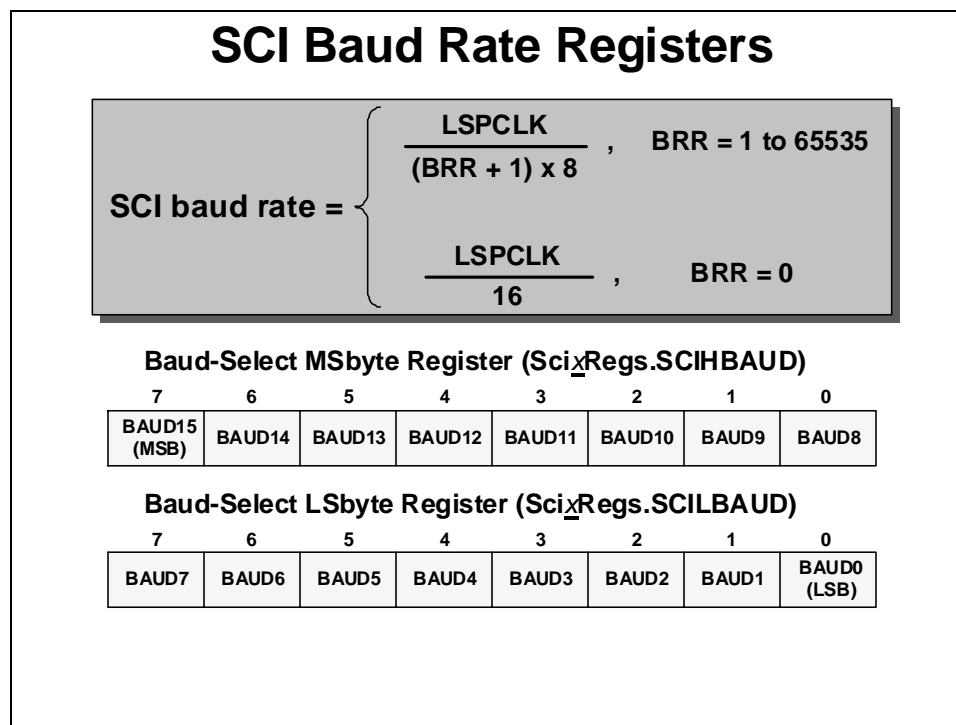 SCI Baud Rate Registers
SCI baud rate =
LSPCLK
(BRR + 1) x 8
, BRR = 1 to 65535
LSPCLK
16
, BRR = 0
Baud-Select MSbyte Register (ScixRegs.SCIHBAUD)
7 6 5 4 3 2 1 0
BAUD15 (MSB) BAUD14 BAUD13 BAUD12 BAUD11 BAUD10 BAUD9 BAUD8
Baud-Select LSbyte Register (ScixRegs.SCILBAUD)
7 6 5 4 3 2 1 0
BAUD7 BAUD6 BAUD5 BAUD4 BAUD3 BAUD2 BAUD1 BAUD0 (LSB)